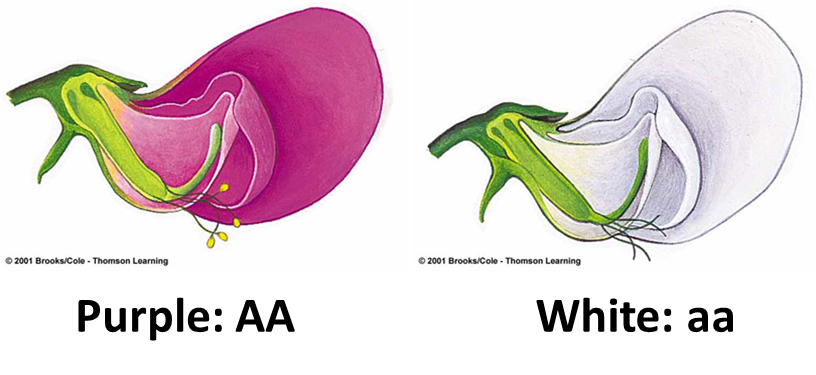 © 2001 Brooks/Cole - Thomson Learning
© 2001 Brooks/Cole - Thomson Learning
Purple: AA
White: aa